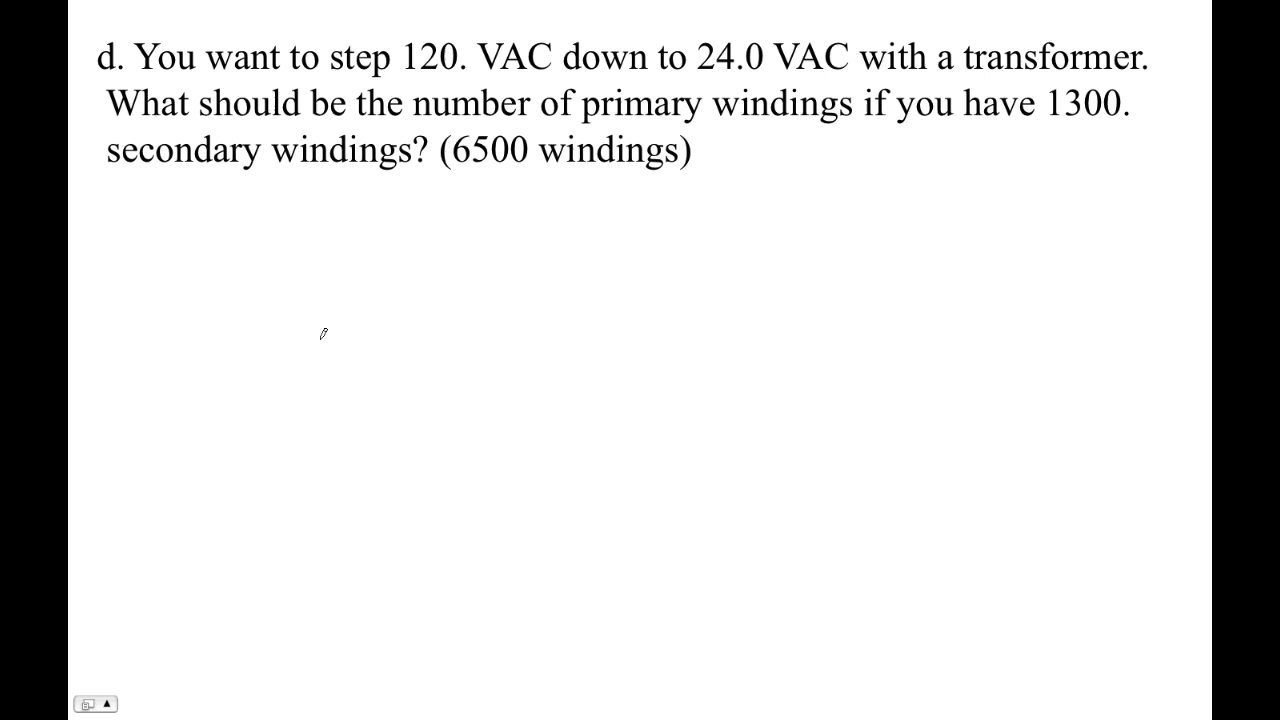 d. You want to step 120. VAC down to 24.0 VAC with a transformer.
What should be the number of primary windings if you have 1300.
secondary windings? (6500 windings)